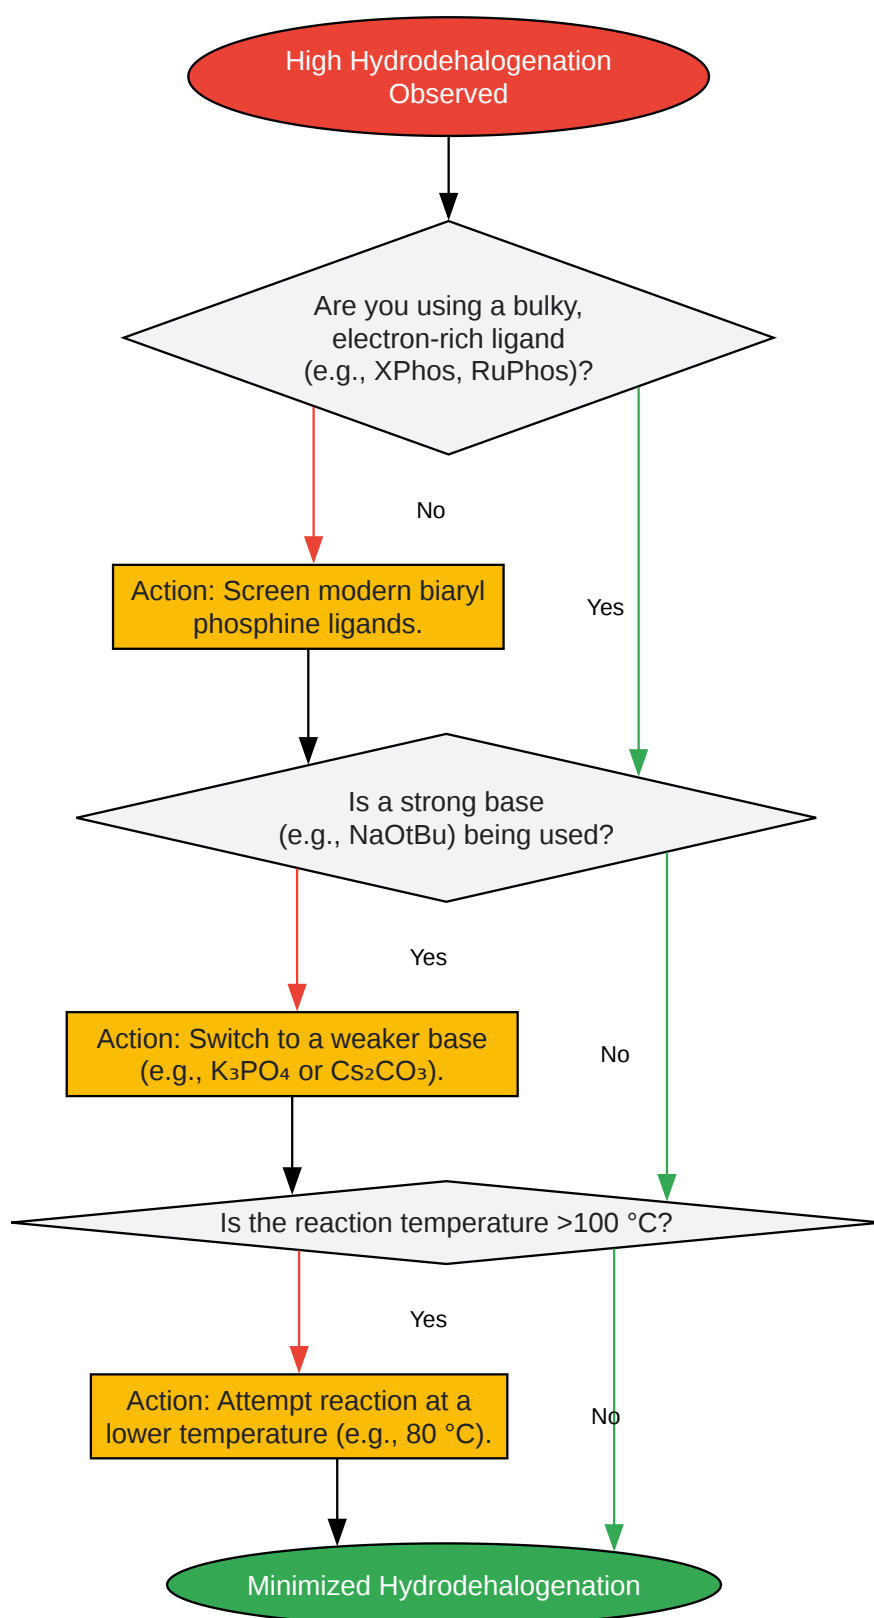 High Hydrodehalogenation
Observed
Are you using a bulky,
electron-rich ligand
(e.g., XPhos, RuPhos)?
No
Action: Screen modern biaryl
phosphine ligands.
Yes
Is a strong base
(e.g., NaOtBu) being used?
Yes
Action: Switch to a weaker base
(e.g., K₃PO₄ or Cs₂CO₃).
No
Is the reaction temperature >100 °C?
Yes
Action: Attempt reaction at a
lower temperature (e.g., 80 °C).
No
Minimized Hydrodehalogenation